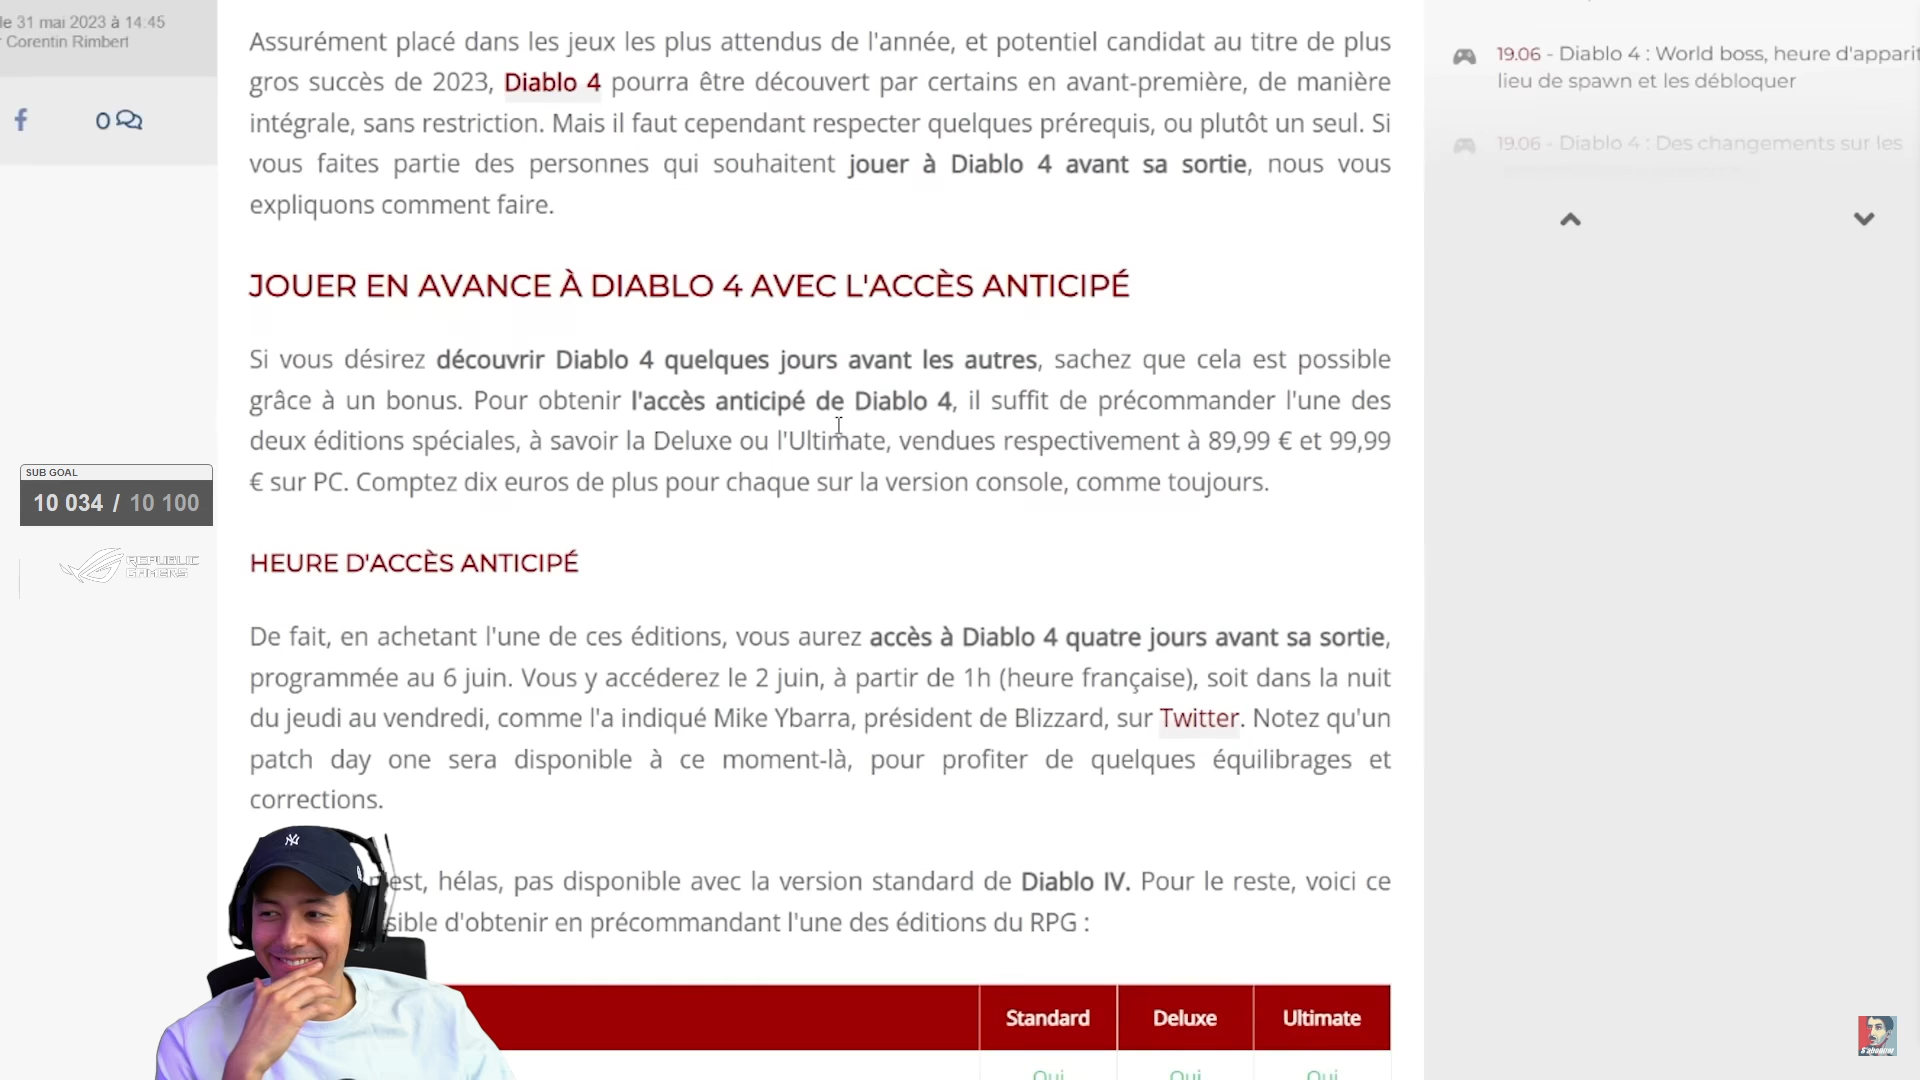 le 31 mai 2023 à 14:45
Corentin Rimbert
0
Assurément placé dans les jeux les plus attendus de l'année, et potentiel candidat au titre de plus
gros succès de 2023, Diablo 4 pourra être découvert par certains en avant-première, de manière
intégrale, sans restriction. Mais il faut cependant respecter quelques prérequis, ou plutôt un seul. Si
vous faites partie des personnes qui souhaitent jouer à Diablo 4 avant sa sortie, nous vous
expliquons comment faire.
JOUER EN AVANCE À DIABLO 4 AVEC L'ACCÈS ANTICIPÉ
Si vous désirez découvrir Diablo 4 quelques jours avant les autres, sachez que cela est possible
grâce à un bonus. Pour obtenir l'accès anticipé de Diablo 4, il suffit de précommander l'une des
deux éditions spéciales, à savoir la Deluxe ou l'Ultimate, vendues respectivement à 89,99 € et 99,99
€ sur PC. Comptez dix euros de plus pour chaque sur la version console, comme toujours.
HEURE D'ACCÈS ANTICIPÉ
De fait, en achetant l'une de ces éditions, vous aurez accès à Diablo 4 quatre jours avant sa sortie,
programmée au 6 juin. Vous y accéderez le 2 juin, à partir de 1h (heure française), soit dans la nuit
du jeudi au vendredi, comme l'a indiqué Mike Ybarra, président de Blizzard, sur Twitter. Notez qu'un
patch day one sera disponible à ce moment-là, pour profiter de quelques équilibrages et
corrections.
n'est, hélas, pas disponible avec la version standard de Diablo IV. Pour le reste, voici ce
sible d'obtenir en précommandant l'une des éditions du RPG :
Standard Deluxe Ultimate
Oui Oui Oui
19.06 - Diablo 4 : World boss, heure d'apparit
lieu de spawn et les débloquer
19.06 - Diablo 4 : Des changements sur les
SUB GOAL
10 034 / 10 100
REPUBLIC
GAMERS
NY
S'abonner